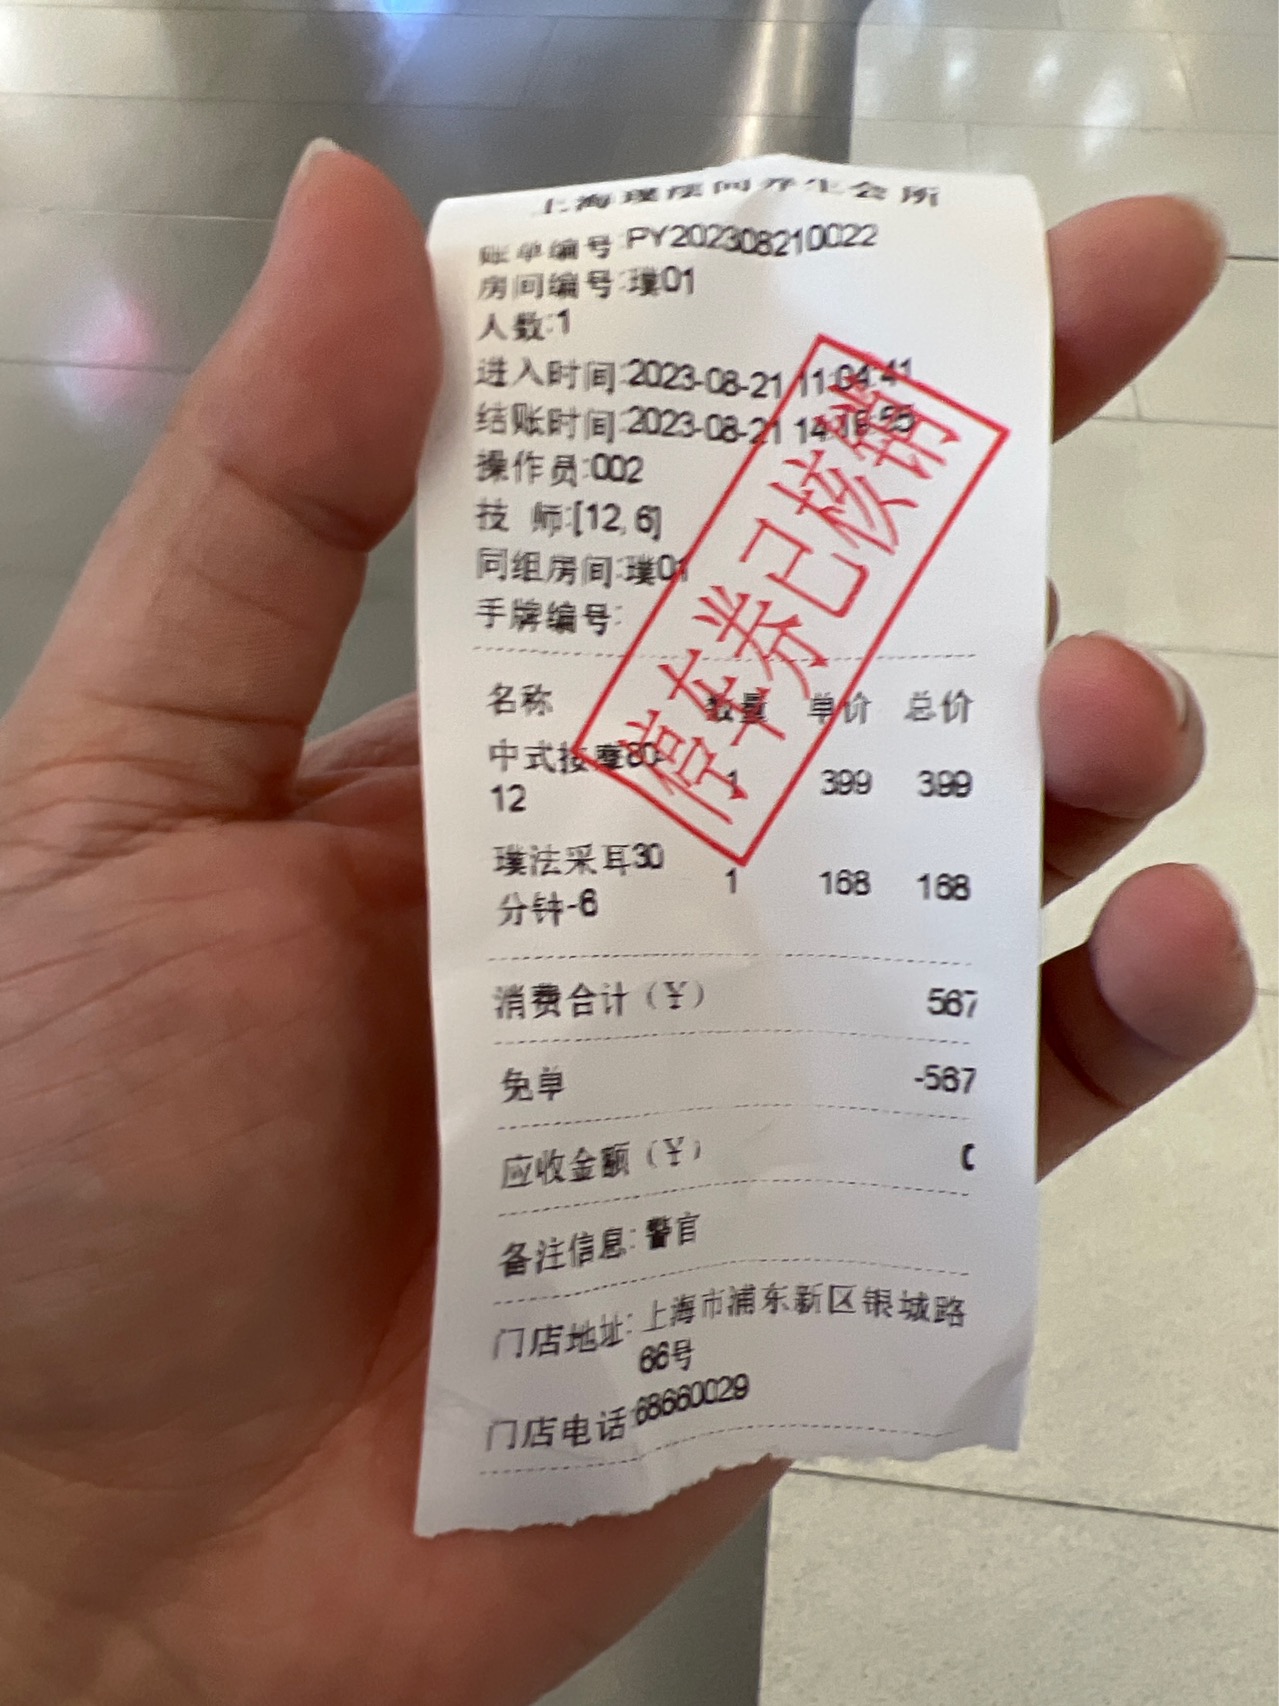 上海璞夜间养生会所
账单编号:PY202308210022
房间编号:璞01
人数:1
进入时间:2023-08-21 11:04:41
结账时间:2023-08-21 14:18:55
操作员:002
技 师:[12, 6]
同组房间:璞01
手牌编号:
停车券已核销
名称 数量 单价 总价
中式按摩80-
12 1 399 399
璞法采耳30
分钟-6 1 168 168
消费合计(¥) 567
免单 -567
应收金额(¥) 0
备注信息: 警官
门店地址: 上海市浦东新区银城路
66号
门店电话:68660029